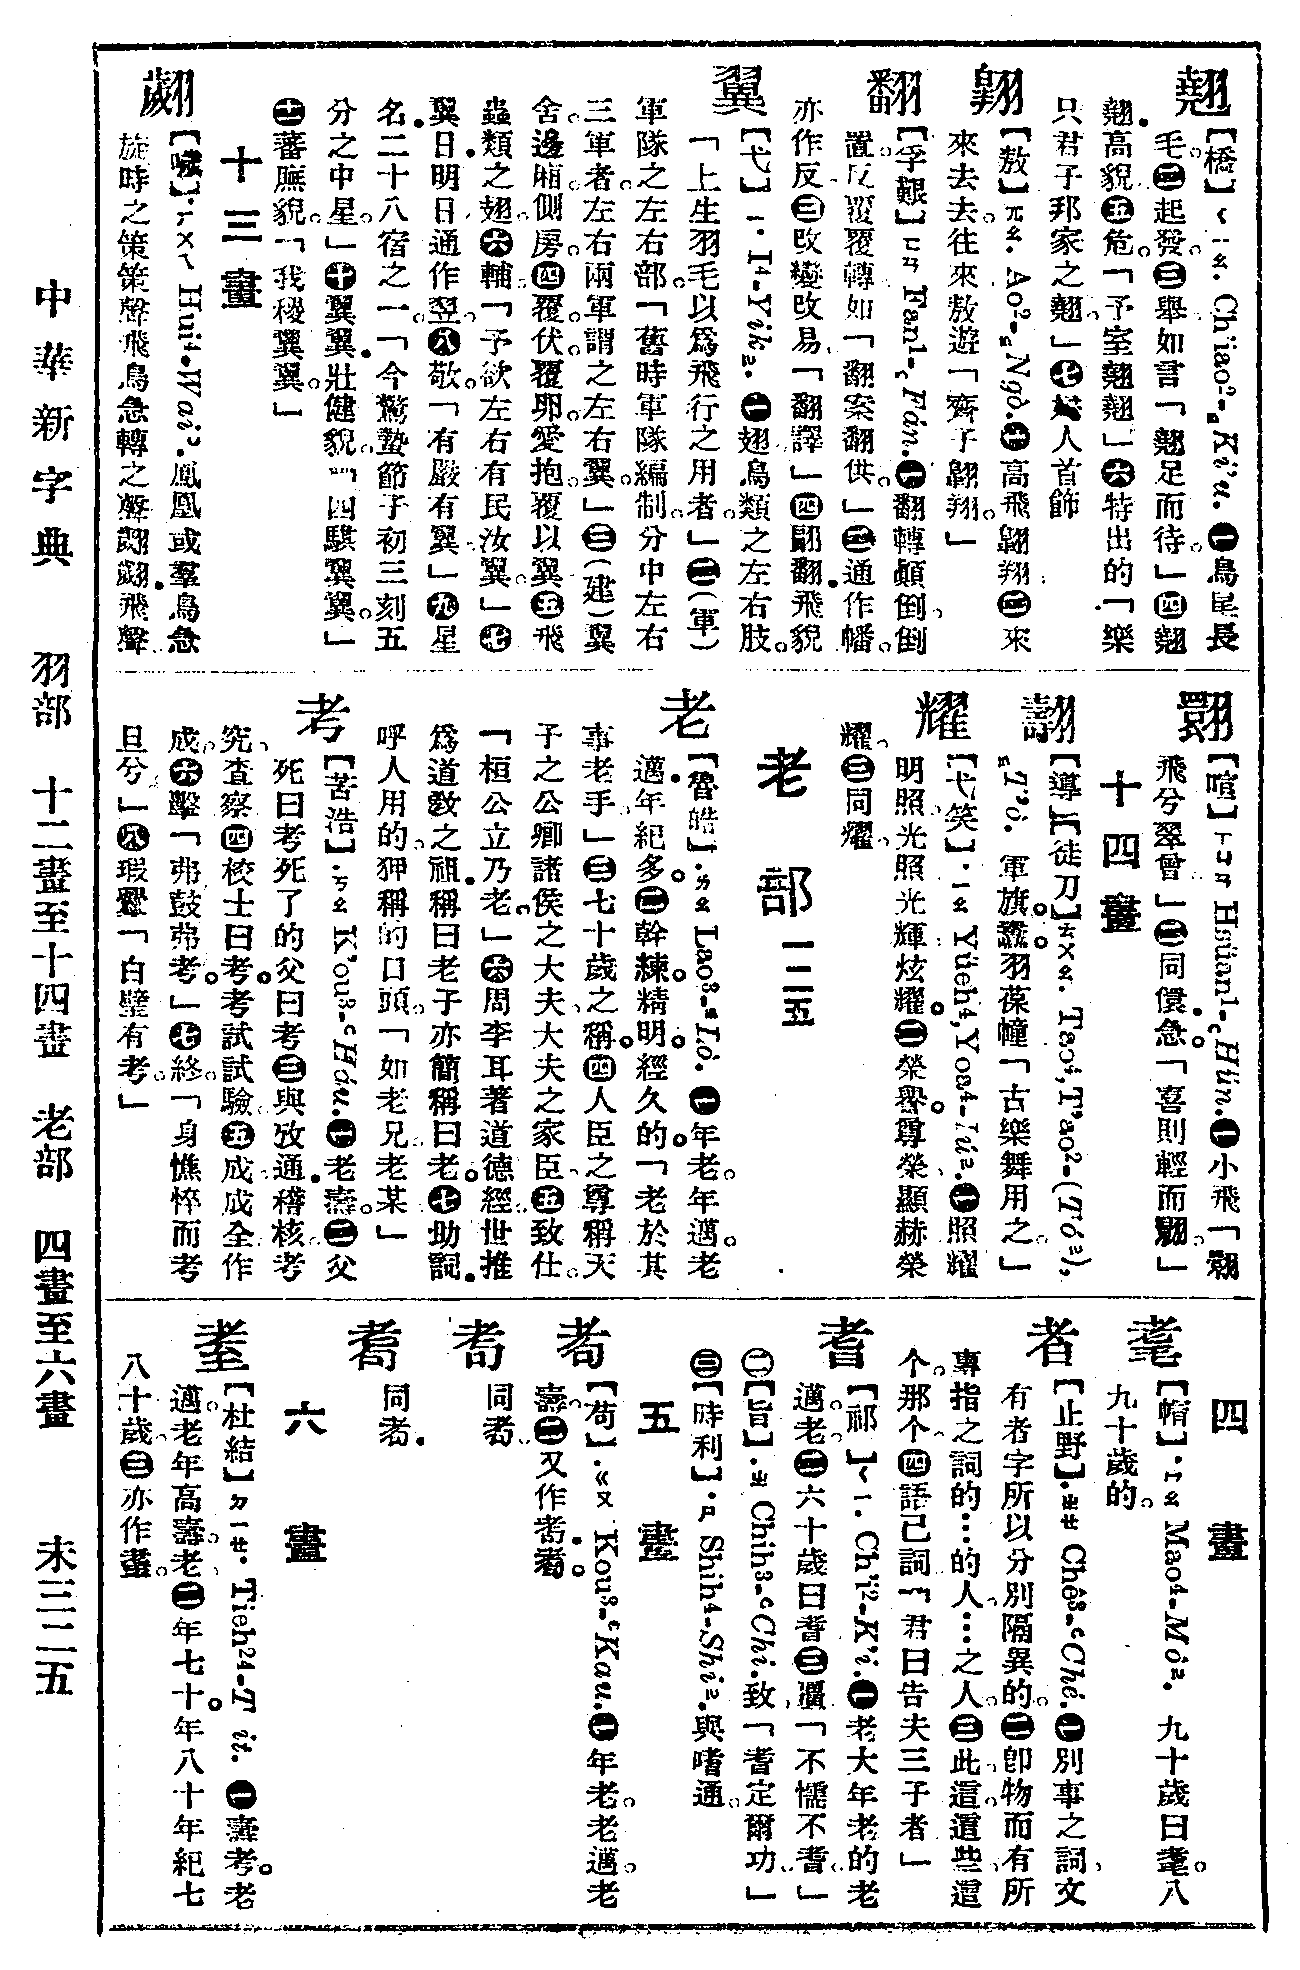 翹
【橋】ㄑㄧㄠ. Ch'iao²-K'i'u. ㊀鳥尾長
毛。㊁起發。㊂舉如言「翹足而待。」㊃翹
翹。高貌㊄危。「予室翹翹」㊅特出的「樂
只君子邦家之翹。」㊆人首飾
翶
【敖】ㄠ. Ao²-Ngò. ㊀高飛翶翔㊁來
來去去。往來敖遊「齊子翶翔。」
翻
【孚艱】ㄈㄢ Fan¹-Fán. ㊀翻轉顛倒。倒
置。反覆覆轉如「翻案翻供。」㊁通作幡。
亦作反㊂改變改易「翻譯」㊃翩翻。飛貌
翼
【弋】ㄧ. I⁴-Yik. ㊀翅鳥類之左右肢。
「上生羽毛以爲飛行之用者。」㊁(軍)
軍隊之左右部。「舊時軍隊編制。分中左右
三軍者。左右兩軍謂之左右翼。」㊂(建)翼
舍。邊廂。側房。㊃覆。伏。覆卵。愛抱。覆以翼㊄飛
蟲類之翅。㊅輔「予欲左右有民汝翼。」㊆
翼日明日通作翌。㊇敬。「有嚴有翼」㊈星
名。二十八宿之一「今驚蟄節子初三刻五
分之中星。」㊉翼翼。壯健貌。「四騏翼翼。」
十一蕃廡貌。「我稷翼翼。」
十三畫
翽
【噦】ㄏㄨㄟ Hui⁴-Wai. 鳳凰或羣鳥急
旋時之策策聲飛鳥急轉之聲翽翽。飛聲
翾
【喧】ㄒㄩㄢ Hsüan¹-Hün. ㊀小飛「翾
飛兮翠曾」㊁同儇。急。「喜則輕而翾。」
十四畫
翿
【導】【徒刀】ㄊㄨㄠ. Tao⁴, T'ao²-(Tó),
T'ó. 軍旗。纛。羽葆幢「古樂舞用之。」
耀
【弋笑】ㄧㄠ Yüeh⁴, Yoa⁴-Iú. ㊀照耀
明照。光照光輝炫耀。㊁榮譽。尊榮。顯赫榮
耀。㊂同燿。
老部 一二五
老
【魯皓】ㄌㄠ Lao³-Ló. ㊀年老。年邁。老
邁。年紀多。㊁幹練。精明。經久的。「老於其
事老手」㊂七十歲之稱。㊃人臣之尊稱天
子之公卿諸侯之大夫、大夫之家臣。㊄致仕。
「桓公立乃老。」㊅周李耳著道德經世推
爲道敎之祖。稱曰老子亦簡稱曰老。㊆助詞。
呼人用的。狎稱的口頭。「如老兄老某」
考
【苦浩】ㄎㄠ K'ou³-Háu. ㊀老。壽。㊁父
死曰考死了的父曰考㊂與攷通。稽核。考
究、査察。㊃校士曰考。考試試驗。㊄成。成全。作
成。㊅擊「弗鼓弗考。」㊆終。「身憔悴而考
旦兮。」㊇瑕釁「白璧有考。」
四畫
耄
【帽】ㄇㄠ Mao⁴-Mó. 九十歲曰耄。八
九十歲的。
者
【止野】ㄓㄝ Chê³-Ché. ㊀別事之詞、文
有者字所以分別隔異的。㊁卽物而有所
專指之詞的…的人、…之人。㊂此。這。這些、這
个。那个。㊃語已詞「君曰告夫三子者」
耆
【祁】ㄑㄧ. Ch'i²-K'i. ㊀老大年老的老
邁。老㊁六十歲曰耆㊂彊「不懦不耆。」
㊁【旨】ㄓ Chih³-Chi. 致「耆定爾功。」
㊂【時利】ㄕ Shih⁴-Shi. 與嗜通。
五畫
耇
【苟】ㄍㄡ Kou³-Kau. ㊀年老。老邁。老
壽。㊁又作耉。耈。
耉
同耇。
耈
同耇。
六畫
耋
【杜結】ㄉㄧㄝ. Tieh²⁴-Tit. ㊀壽考。老
邁。老年高壽。老。㊁年七十。年八十年紀七
八十歲。㊂亦作耊。
中華新字典 羽部 十二畫至十四畫 老部 四畫至六畫 未三二五